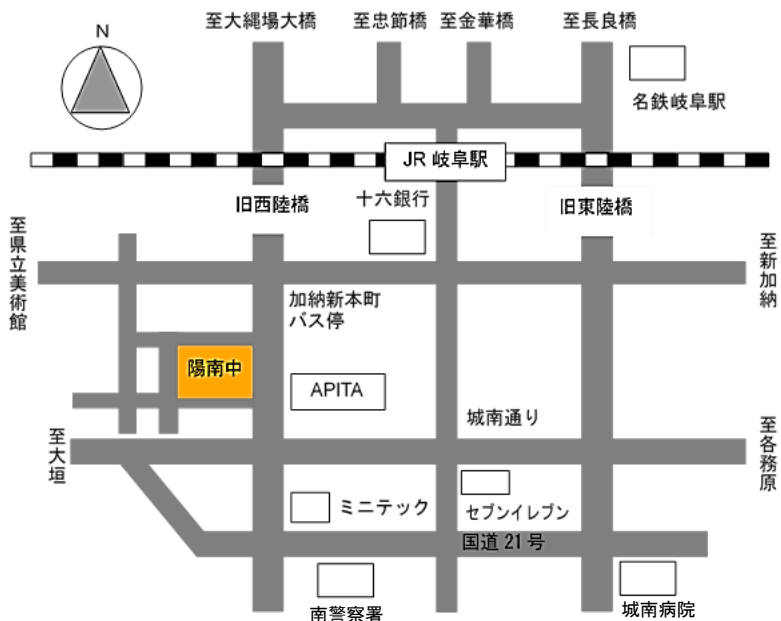 至大縄場大橋
至忠節橋
至金華橋
至長良橋
N
名鉄岐阜駅
JR 岐阜駅
旧西陸橋
十六銀行
旧東陸橋
至県立美術館
至新加納
加納新本町
バス停
陽南中
APITA
城南通り
至大垣
至各務原
ミニテック
セブンイレブン
国道 21 号
南警察署
城南病院